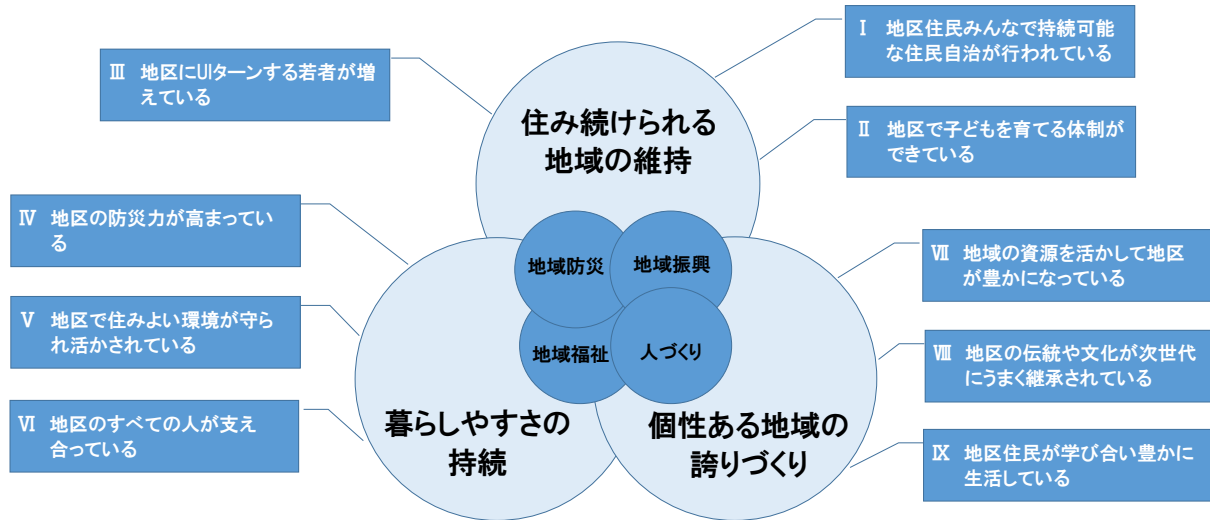 Ⅰ 地区住民みんなで持続可能
な住民自治が行われている
Ⅲ 地区にUIターンする若者が増
えている
住み続けられる
地域の維持
Ⅱ 地区で子どもを育てる体制が
できている
Ⅳ 地区の防災力が高まってい
る
地域防災
地域振興
Ⅶ 地域の資源を活かして地区
が豊かになっている
Ⅴ 地区で住みよい環境が守ら
れ活かされている
地域福祉
人づくり
Ⅷ 地区の伝統や文化が次世代
にうまく継承されている
Ⅵ 地区のすべての人が支え
合っている
暮らしやすさの
持続
個性ある地域の
誇りづくり
Ⅸ 地区住民が学び合い豊かに
生活している